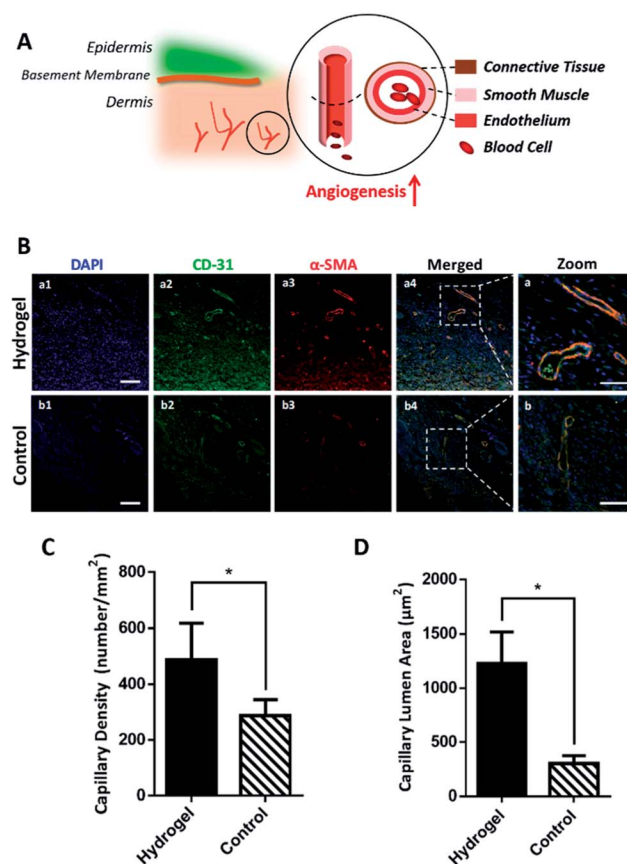 A
Epidermis
Basement Membrane
Dermis
Connective Tissue
Smooth Muscle
Endothelium
Blood Cell
Angiogenesis
B
DAPI CD-31 α-SMA Merged Zoom
Hydrogel
a1 a2 a3 a4 a
Control
b1 b2 b3 b4 b
C
Capillary Density (number/mm²)
800
600
400
200
0
*
Hydrogel Control
D
Capillary Lumen Area (µm²)
2000
1500
1000
500
0
*
Hydrogel Control